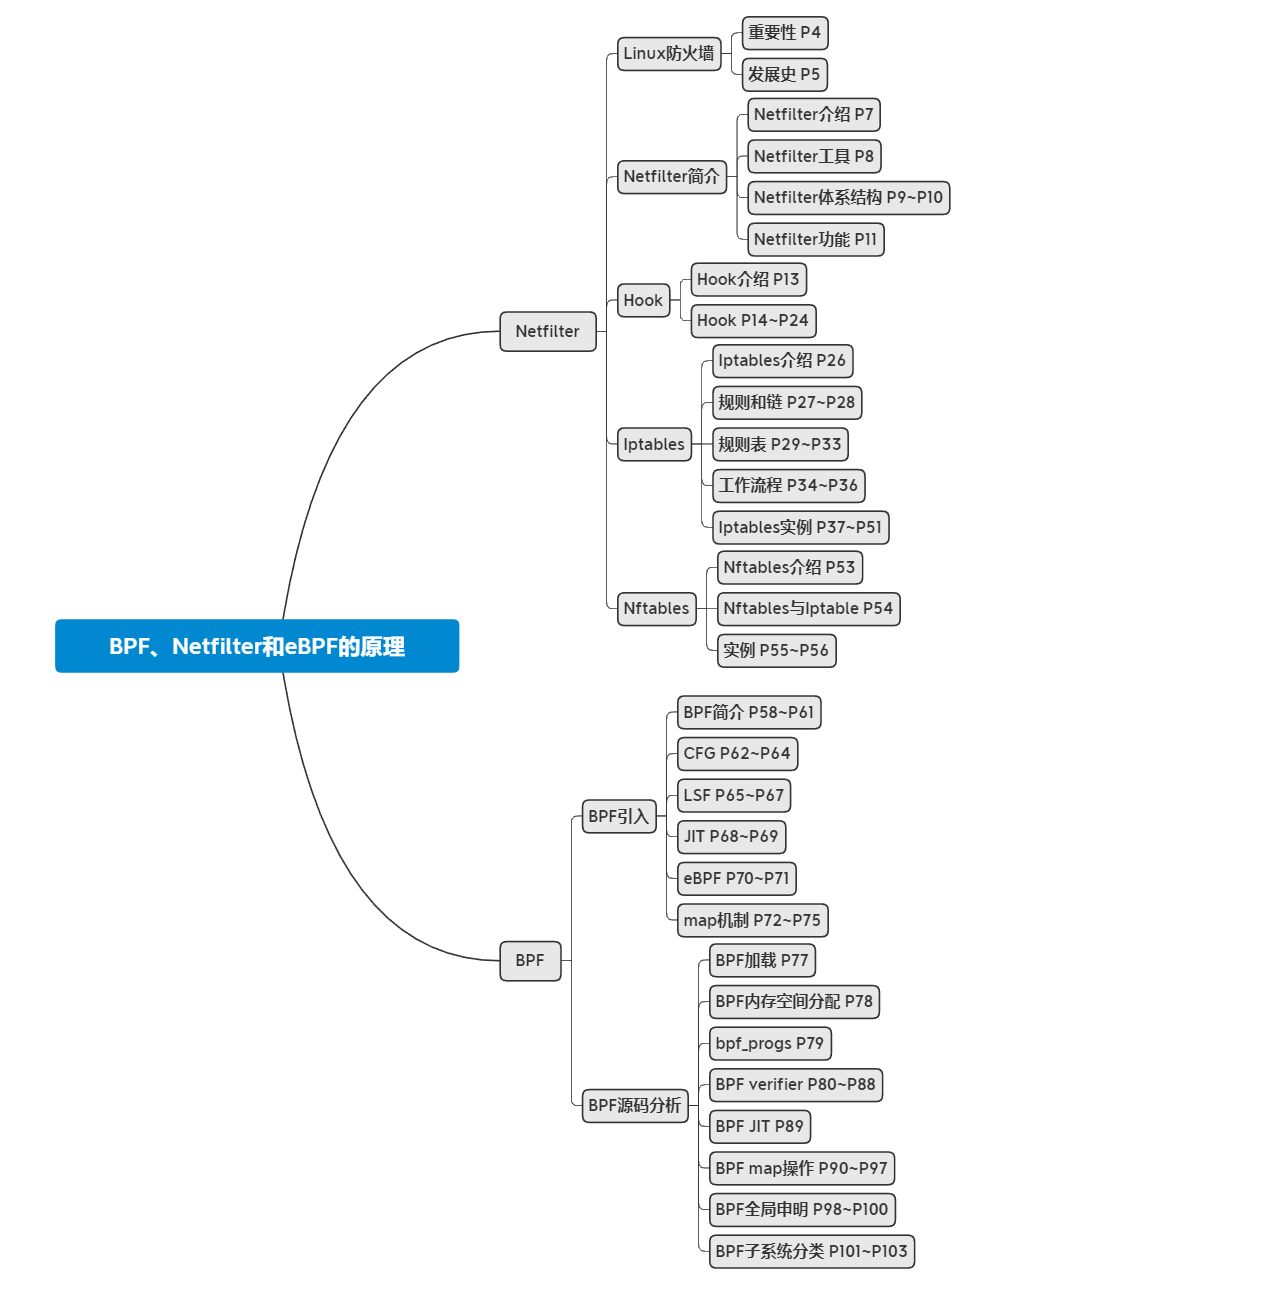 BPF、Netfilter和eBPF的原理
Netfilter
Linux防火墙
重要性 P4
发展史 P5
Netfilter简介
Netfilter介绍 P7
Netfilter工具 P8
Netfilter体系结构 P9~P10
Netfilter功能 P11
Hook
Hook介绍 P13
Hook P14~P24
Iptables
Iptables介绍 P26
规则和链 P27~P28
规则表 P29~P33
工作流程 P34~P36
Iptables实例 P37~P51
Nftables
Nftables介绍 P53
Nftables与Iptable P54
实例 P55~P56
BPF
BPF引入
BPF简介 P58~P61
CFG P62~P64
LSF P65~P67
JIT P68~P69
eBPF P70~P71
map机制 P72~P75
BPF源码分析
BPF加载 P77
BPF内存空间分配 P78
bpf_progs P79
BPF verifier P80~P88
BPF JIT P89
BPF map操作 P90~P97
BPF全局申明 P98~P100
BPF子系统分类 P101~P103